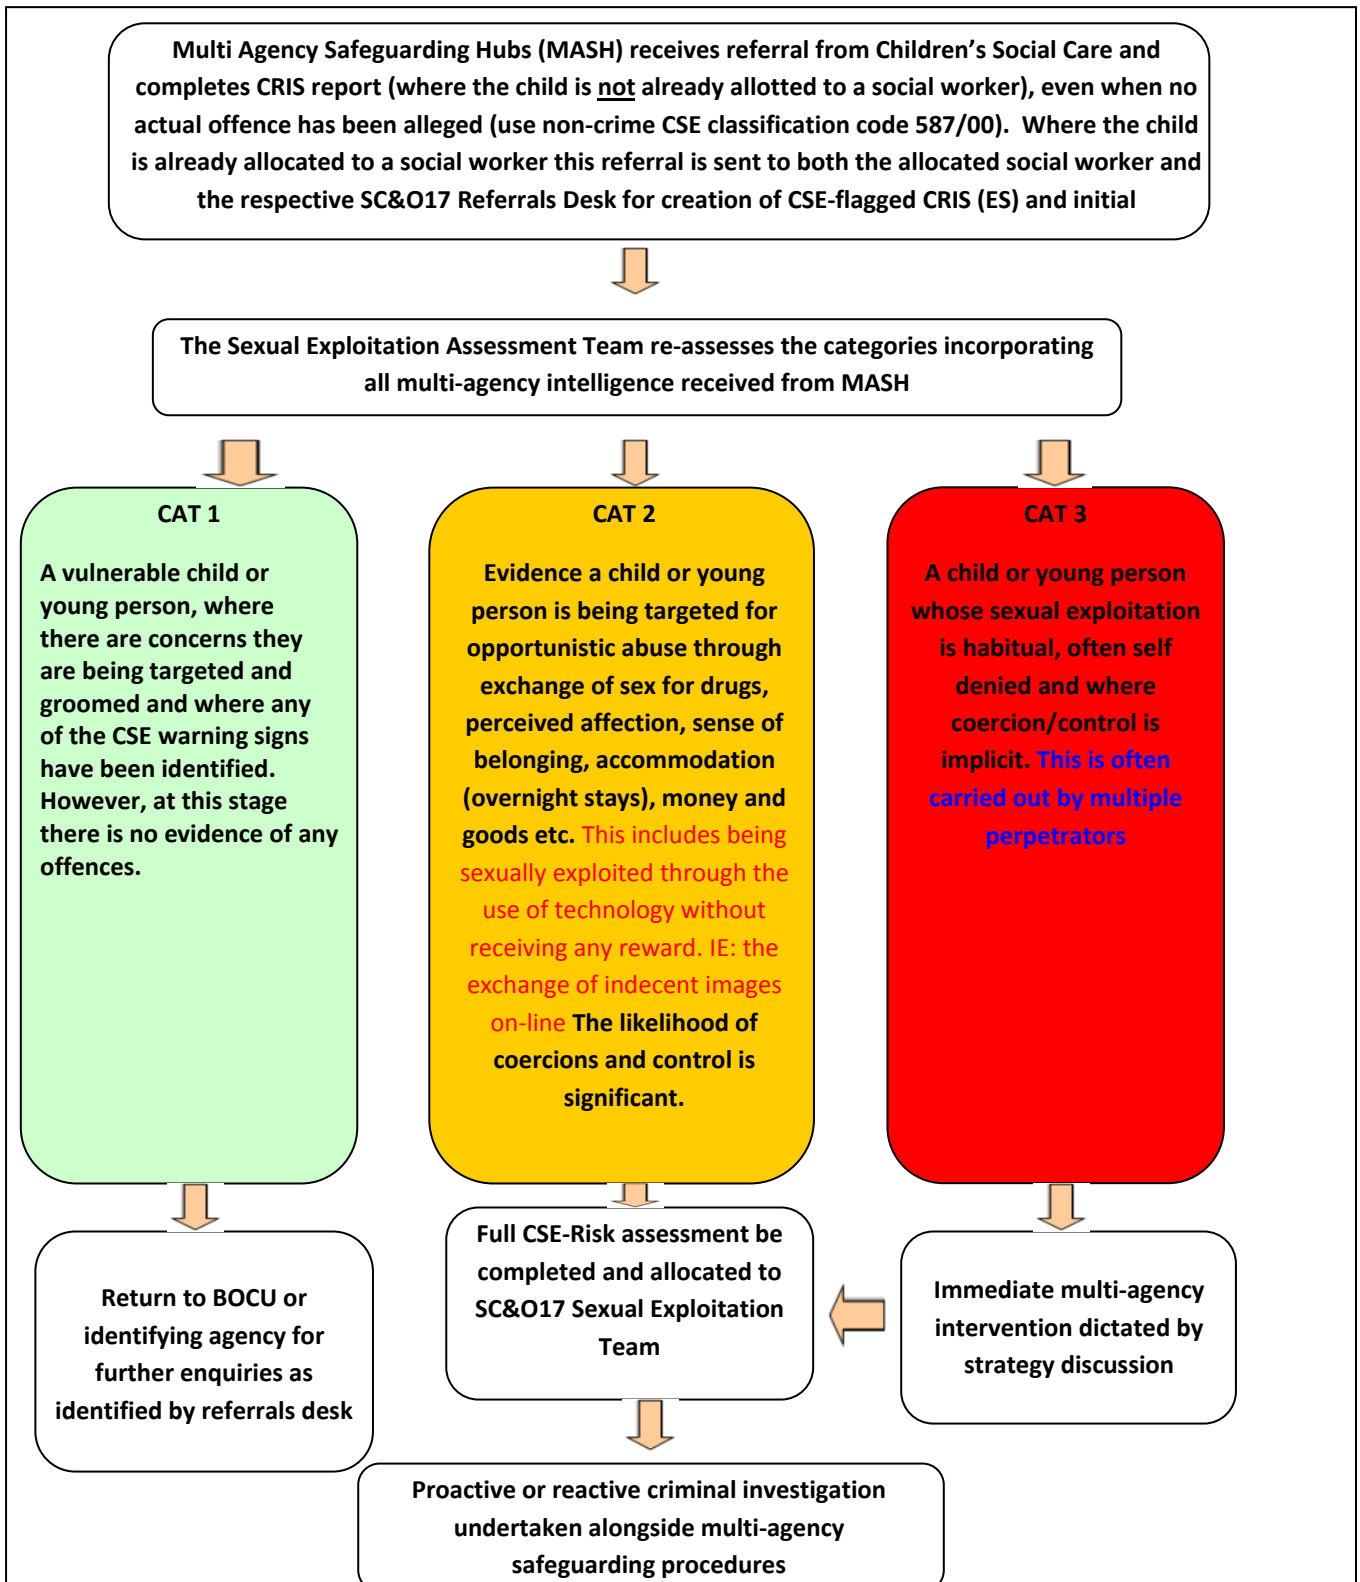 Multi Agency Safeguarding Hubs (MASH) receives referral from Children’s Social Care and
completes CRIS report (where the child is not already allotted to a social worker), even when no
actual offence has been alleged (use non-crime CSE classification code 587/00).  Where the child
is already allocated to a social worker this referral is sent to both the allocated social worker and
the respective SC&O17 Referrals Desk for creation of CSE-flagged CRIS (ES) and initial
The Sexual Exploitation Assessment Team re-assesses the categories incorporating
all multi-agency intelligence received from MASH
CAT 1
A vulnerable child or
young person, where
there are concerns they
are being targeted and
groomed and where any
of the CSE warning signs
have been identified.
However, at this stage
there is no evidence of any
offences.
CAT 2
Evidence a child or young
person is being targeted for
opportunistic abuse through
exchange of sex for drugs,
perceived affection, sense of
belonging, accommodation
(overnight stays), money and
goods etc. This includes being
sexually exploited through the
use of technology without
receiving any reward. IE: the
exchange of indecent images
on-line The likelihood of
coercions and control is
significant.
CAT 3
A child or young person
whose sexual exploitation
is habitual, often self
denied and where
coercion/control is
implicit. This is often
carried out by multiple
perpetrators
Return to BOCU or
identifying agency for
further enquiries as
identified by referrals desk
Full CSE-Risk assessment be
completed and allocated to
SC&O17 Sexual Exploitation
Team
Immediate multi-agency
intervention dictated by
strategy discussion
Proactive or reactive criminal investigation
undertaken alongside multi-agency
safeguarding procedures